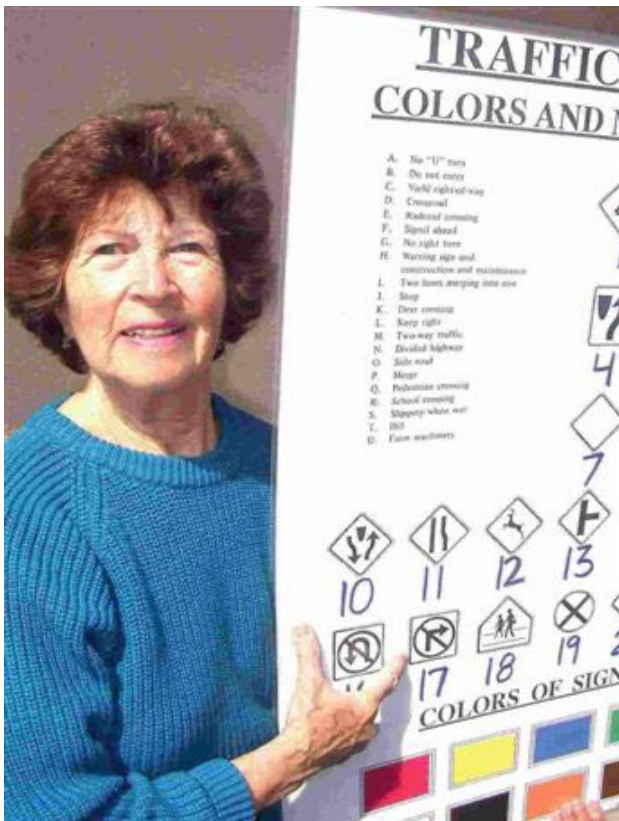 TRAFFIC
COLORS AND
A. No "U" turn
B. Do not enter
C. Yield right-of-way
D. Crossroad
E. Railroad crossing
F. Signal ahead
G. No right turn
H. Warning sign and
construction and maintenance
I. Two lanes merging into one
J. Stop
K. Deer crossing
L. Keep right
M. Two-way traffic
N. Divided highway
O. Side road
P. Merge
Q. Pedestrian crossing
R. School crossing
S. Slippery when wet
T. Hill
U. Farm machinery
4
7
10 11 12 13
17 18 19
COLORS OF SIGN